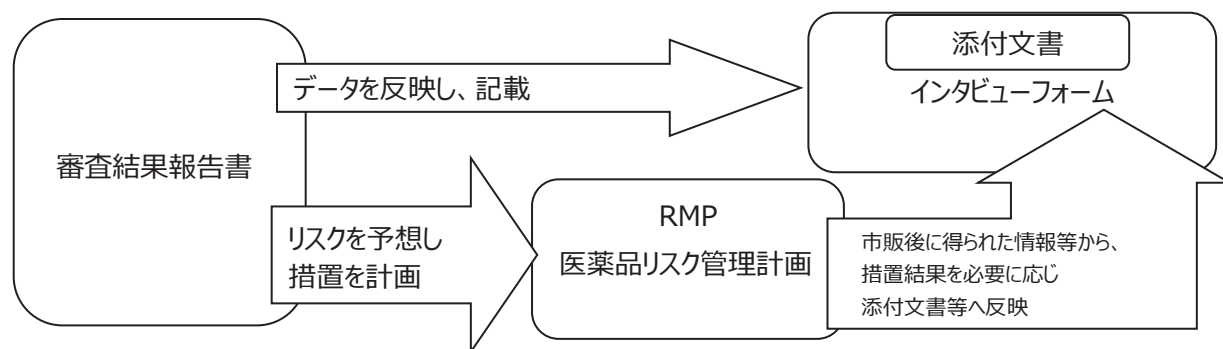 審査結果報告書
データを反映し、記載
添付文書
インタビューフォーム
リスクを予想し
措置を計画
RMP
医薬品リスク管理計画
市販後に得られた情報等から、
措置結果を必要に応じ
添付文書等へ反映